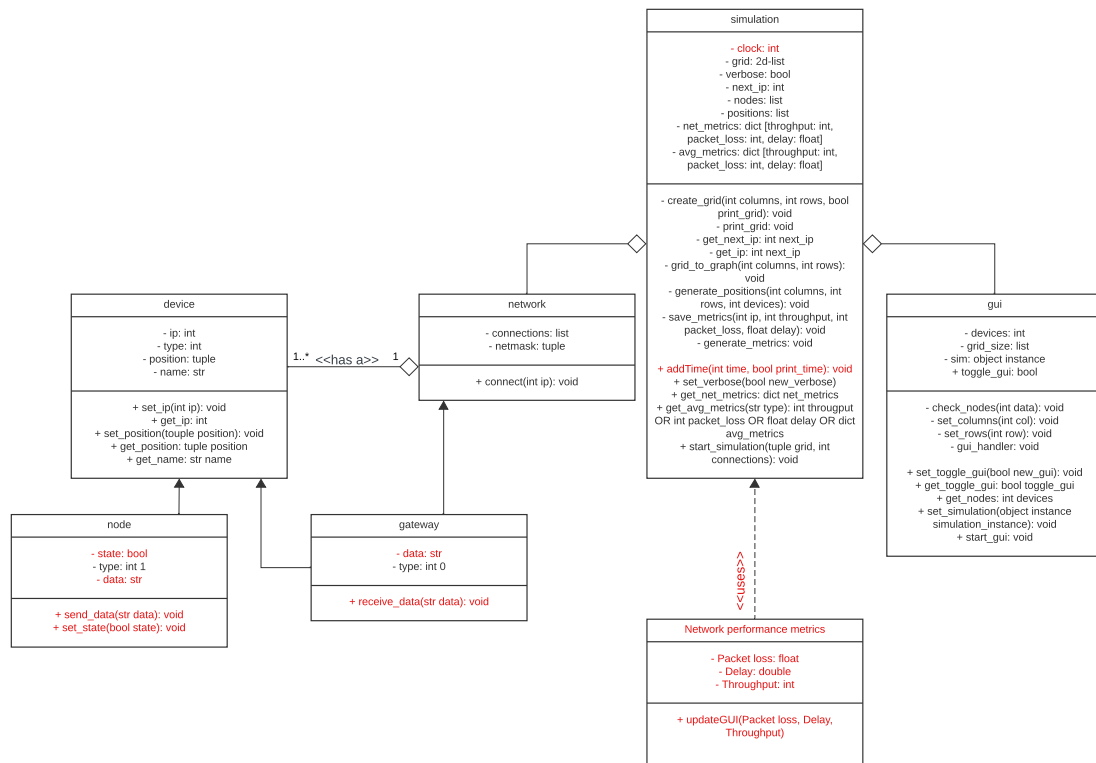 simulation
- clock: int
- grid: 2d-list
- verbose: bool
- next_ip: int
- nodes: list
- positions: list
- net_metrics: dict [throghput: int,
packet_loss: int, delay: float]
- avg_metrics: dict [throughput: int,
packet_loss: int, delay: float]
- create_grid(int columns, int rows, bool
print_grid): void
- print_grid: void
- get_next_ip: int next_ip
- get_ip: int next_ip
- grid_to_graph(int columns, int rows):
void
- generate_positions(int columns, int
rows, int devices): void
- save_metrics(int ip, int throughput, int
packet_loss, float delay): void
- generate_metrics: void
+ addTime(int time, bool print_time): void
+ set_verbose(bool new_verbose)
+ get_net_metrics: dict net_metrics
+ get_avg_metrics(str type): int througput
OR int packet_loss OR float delay OR dict
avg_metrics
+ start_simulation(tuple grid, int
connections): void
device
- ip: int
- type: int
- position: tuple
- name: str
+ set_ip(int ip): void
+ get_ip: int
+ set_position(touple position): void
+ get_position: tuple position
+ get_name: str name
1..*
<<has a>>
1
network
- connections: list
- netmask: tuple
+ connect(int ip): void
gui
- devices: int
- grid_size: list
- sim: object instance
+ toggle_gui: bool
- check_nodes(int data): void
- set_columns(int col): void
- set_rows(int row): void
- gui_handler: void
+ set_toggle_gui(bool new_gui): void
+ get_toggle_gui: bool toggle_gui
+ get_nodes: int devices
+ set_simulation(object instance
simulation_instance): void
+ start_gui: void
node
- state: bool
- type: int 1
- data: str
+ send_data(str data): void
+ set_state(bool state): void
gateway
- data: str
- type: int 0
+ receive_data(str data): void
<<uses>>
Network performance metrics
- Packet loss: float
- Delay: double
- Throughput: int
+ updateGUI(Packet loss, Delay,
Throughput)